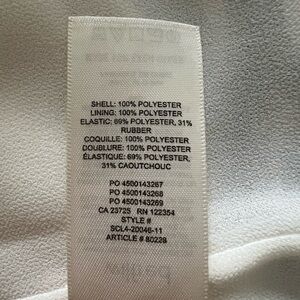 SHELL: 100% POLYESTER
LINING: 100% POLYESTER
ELASTIC: 69% POLYESTER, 31%
RUBBER
COQUILLE: 100% POLYESTER
DOUBLURE: 100% POLYESTER
ÉLASTIQUE: 69% POLYESTER,
31% CAOUTCHOUC
PO 4500143267
PO 4500143268
PO 4500143269
CA 23725 RN 122354
STYLE #
SCL4-20046-11
ARTICLE # 80228